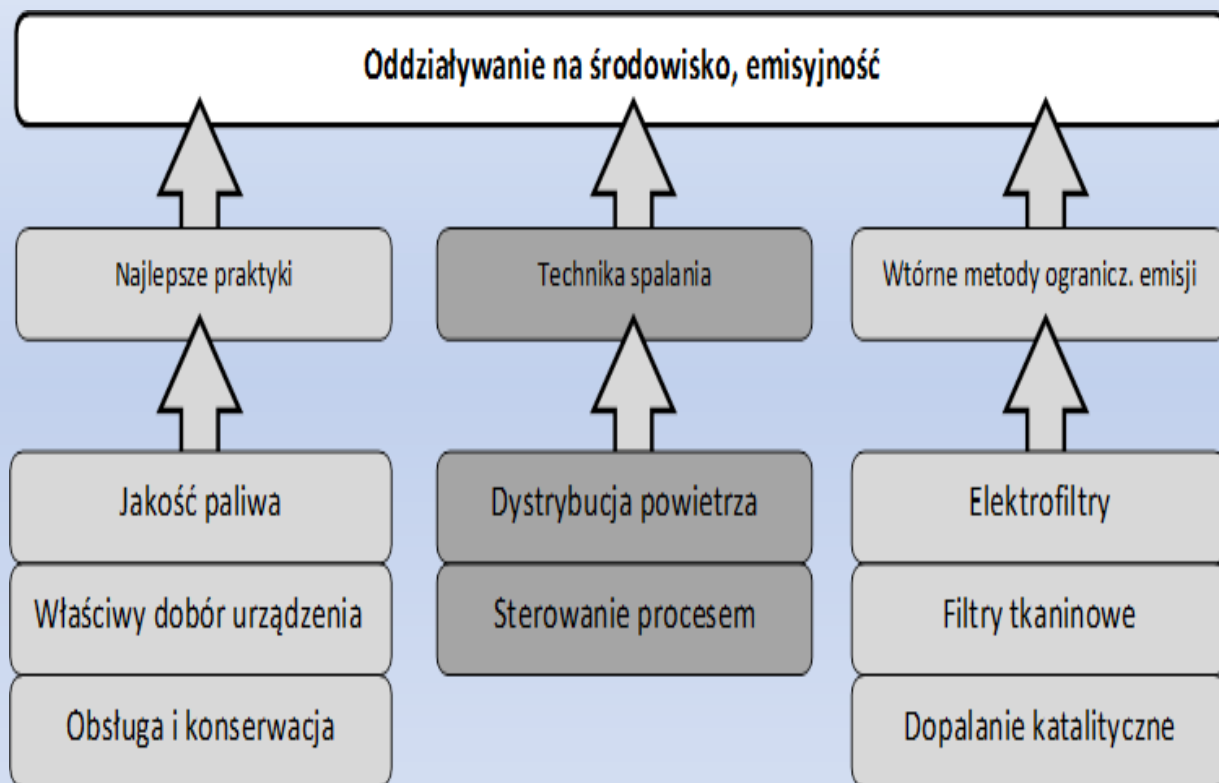 Oddziaływanie na środowisko, emisyjność
Najlepsze praktyki
Technika spalania
Wtórne metody ogranicz. emisji
Jakość paliwa
Dystrybucja powietrza
Elektrofiltry
Właściwy dobór urządzenia
Sterowanie procesem
Filtry tkaninowe
Obsługa i konserwacja
Dopalanie katalityczne